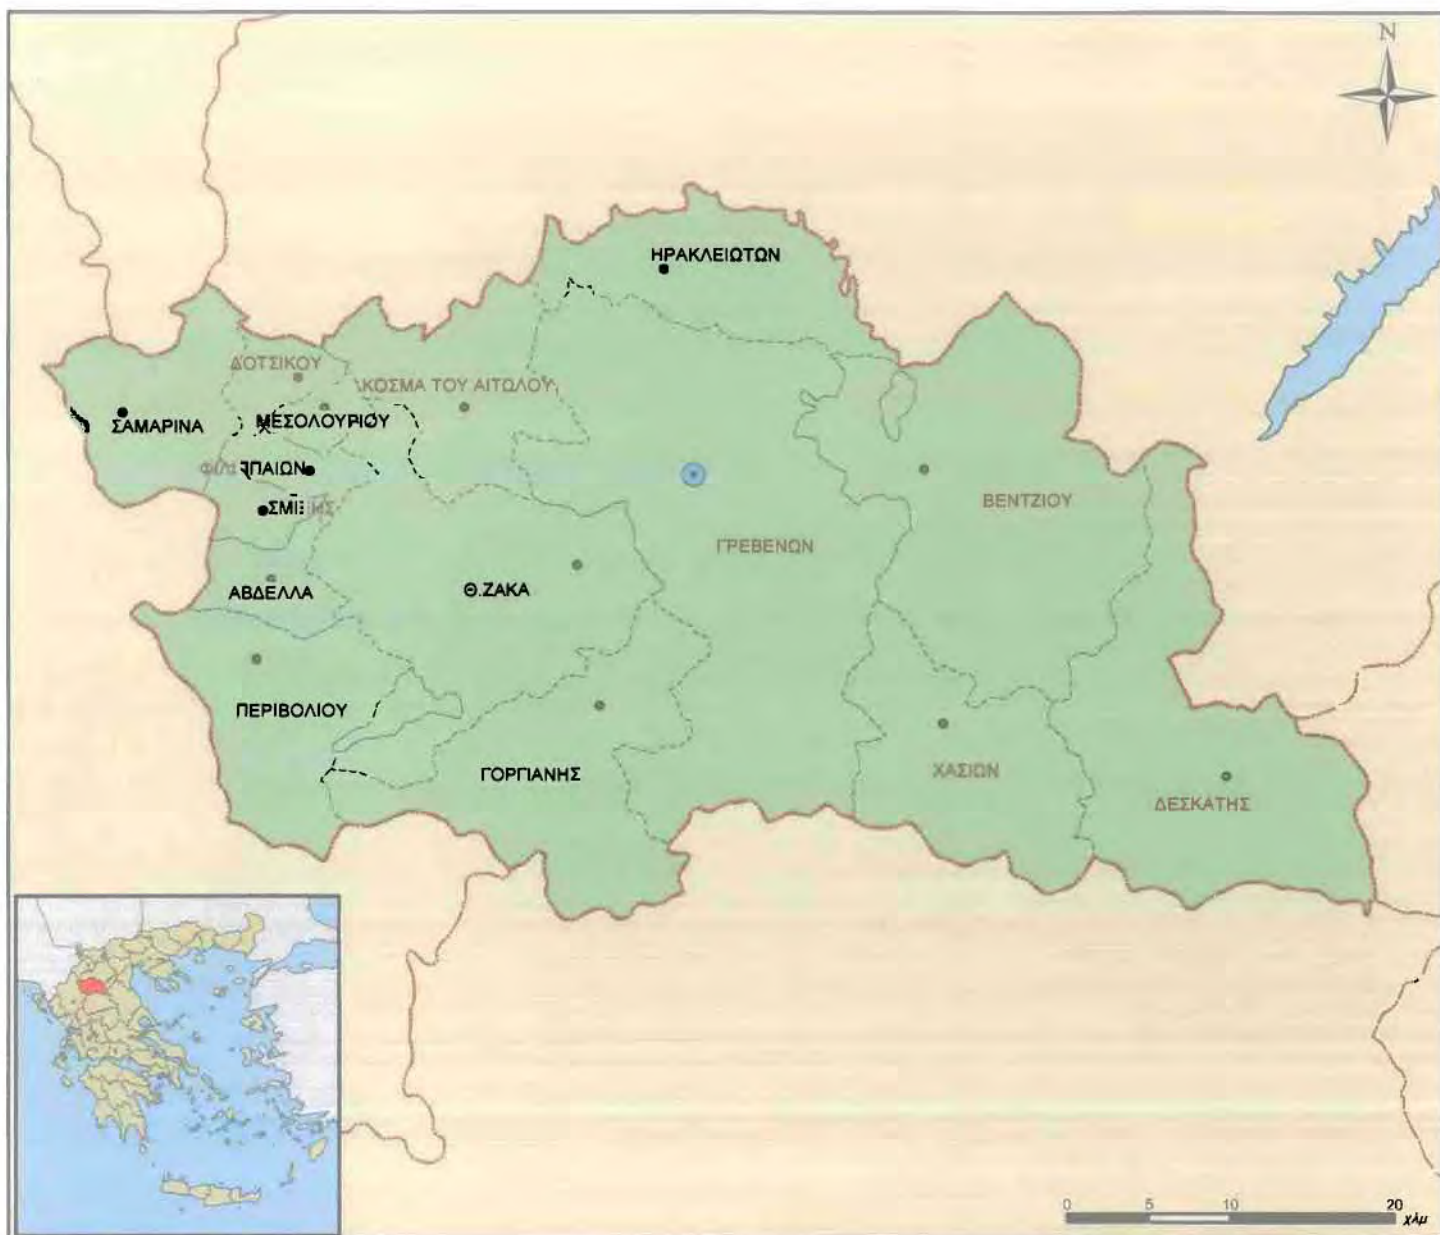 N
ΗΡΑΚΛΕΙΩΤΩΝ
ΔΟΤΣΙΚΟΥ
ΚΟΣΜΑ ΤΟΥ ΑΙΤΩΛΟΥ
ΣΑΜΑΡΙΝΑ
ΜΕΣΟΛΟΥΡΙΟΥ
ΒΕΝΤΖΙΟΥ
ΓΡΕΒΕΝΩΝ
ΑΒΔΕΛΛΑ
Θ.ΖΑΚΑ
ΠΕΡΙΒΟΛΙΟΥ
ΓΟΡΓΙΑΝΗΣ
ΧΑΣΙΩΝ
ΔΕΣΚΑΤΗΣ
0 5 10 20
χλμ